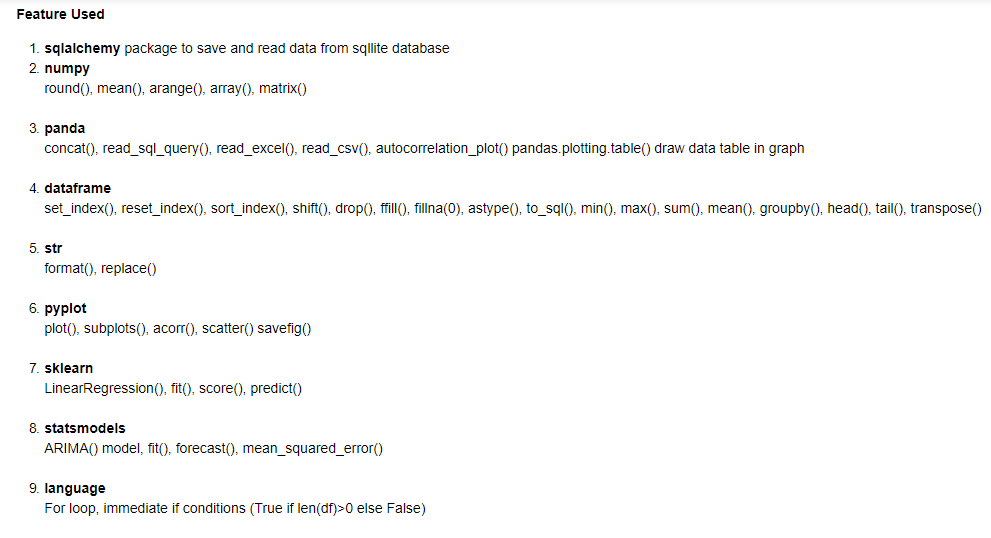 Feature Used
1. sqlalchemy package to save and read data from sqllite database
2. numpy
round(), mean(), arange(), array(), matrix()
3. panda
concat(), read_sql_query(), read_excel(), read_csv(), autocorrelation_plot() pandas.plotting.table() draw data table in graph
4. dataframe
set_index(), reset_index(), sort_index(), shift(), drop(), ffill(), fillna(0), astype(), to_sql(), min(), max(), sum(), mean(), groupby(), head(), tail(), transpose()
5. str
format(), replace()
6. pyplot
plot(), subplots(), acorr(), scatter() savefig()
7. sklearn
LinearRegression(), fit(), score(), predict()
8. statsmodels
ARIMA() model, fit(), forecast(), mean_squared_error()
9. language
For loop, immediate if conditions (True if len(df)>0 else False)